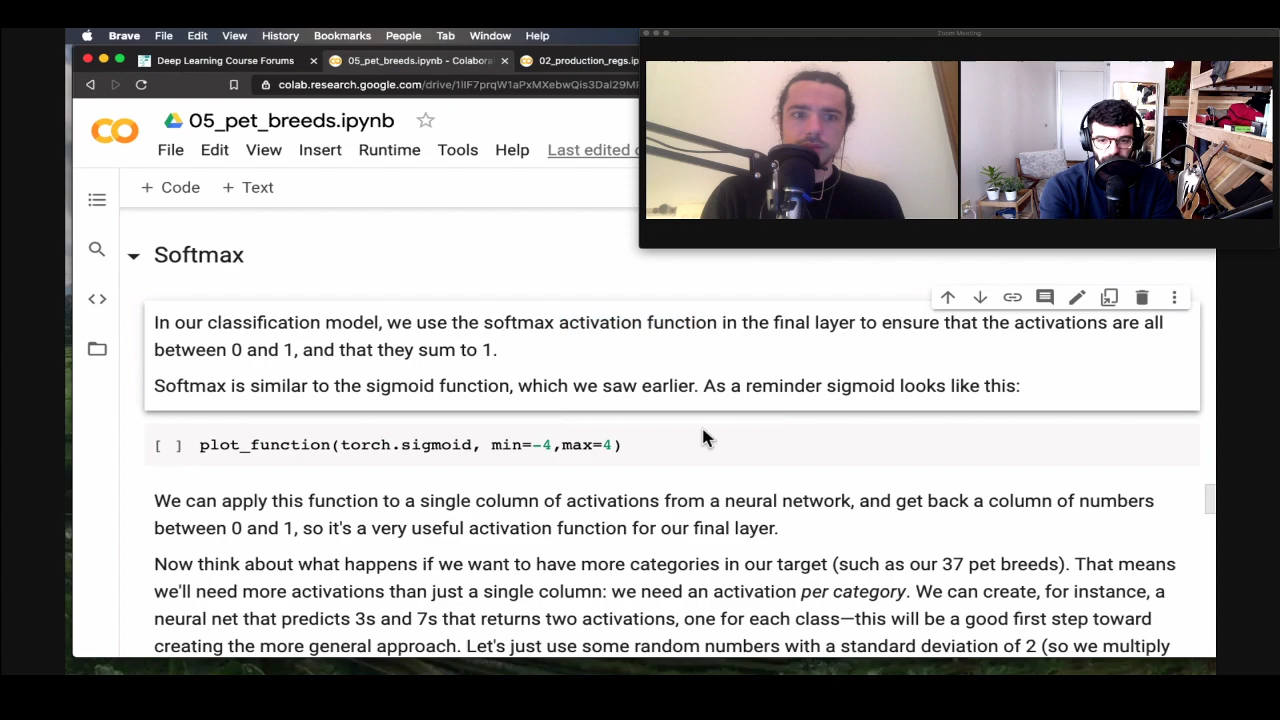 Brave File Edit View History Bookmarks People Tab Window Help
Zoom Meeting
Deep Learning Course Forums
05_pet_breeds.ipynb - Colabora
02_production_regs.ip
colab.research.google.com/drive/
05_pet_breeds.ipynb
File Edit View Insert Runtime Tools Help Last edited
+ Code + Text
Softmax
In our classification model, we use the softmax activation function in the final layer to ensure that the activations are all
between 0 and 1, and that they sum to 1.
Softmax is similar to the sigmoid function, which we saw earlier. As a reminder sigmoid looks like this:
[ ] plot_function(torch.sigmoid, min=-4,max=4)
We can apply this function to a single column of activations from a neural network, and get back a column of numbers
between 0 and 1, so it's a very useful activation function for our final layer.
Now think about what happens if we want to have more categories in our target (such as our 37 pet breeds). That means
we'll need more activations than just a single column: we need an activation per category. We can create, for instance, a
neural net that predicts 3s and 7s that returns two activations, one for each class—this will be a good first step toward
creating the more general approach. Let's just use some random numbers with a standard deviation of 2 (so we multiply